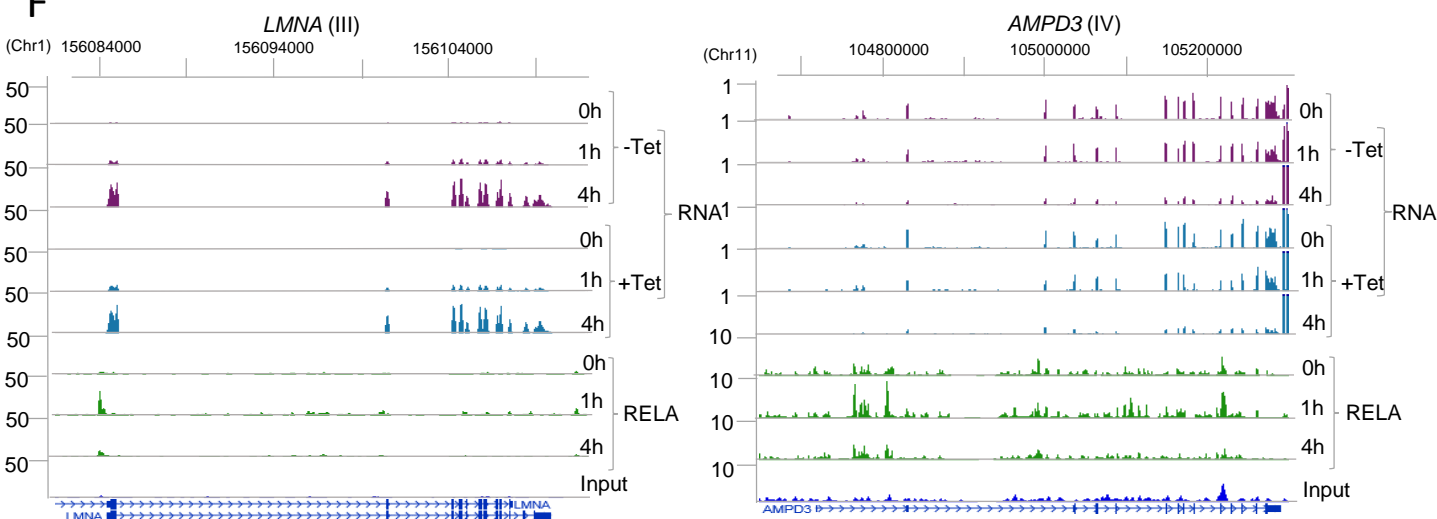 F
LMNA (III)
(Chr1) 156084000 156094000 156104000
50
0h
50
1h
-Tet
50
4h
50
RNA
0h
50
1h
+Tet
50
4h
50
0h
50
1h
RELA
50
4h
50
Input
LMNA
LMNA
AMPD3 (IV)
(Chr11) 104800000 105000000 105200000
1
0h
1
1h
-Tet
1
4h
1
RNA
0h
1
1h
+Tet
1
4h
10
0h
10
1h
RELA
10
4h
10
Input
AMPD3